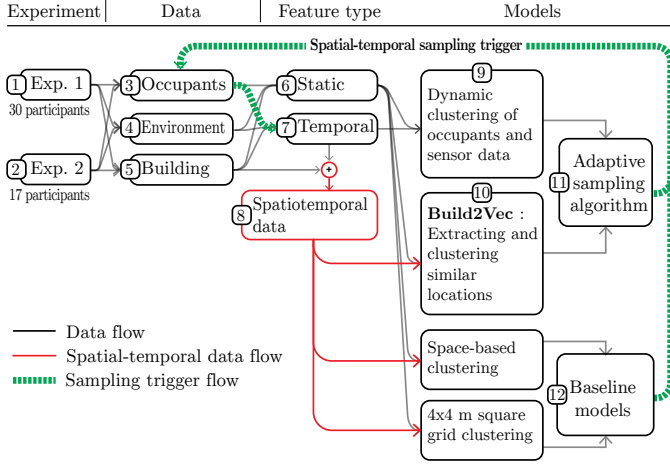 Experiment Data Feature type Models
Spatial-temporal sampling trigger
1 Exp. 1
30 participants
2 Exp. 2
17 participants
3 Occupants
4 Environment
5 Building
6 Static
7 Temporal
+
8 Spatiotemporal
data
9
Dynamic
clustering of
occupants and
sensor data
10
Build2Vec :
Extracting and
clustering
similar
locations
Space-based
clustering
4x4 m square
grid clustering
11
Adaptive
sampling
algorithm
12 Baseline
models
Data flow
Spatial-temporal data flow
Sampling trigger flow